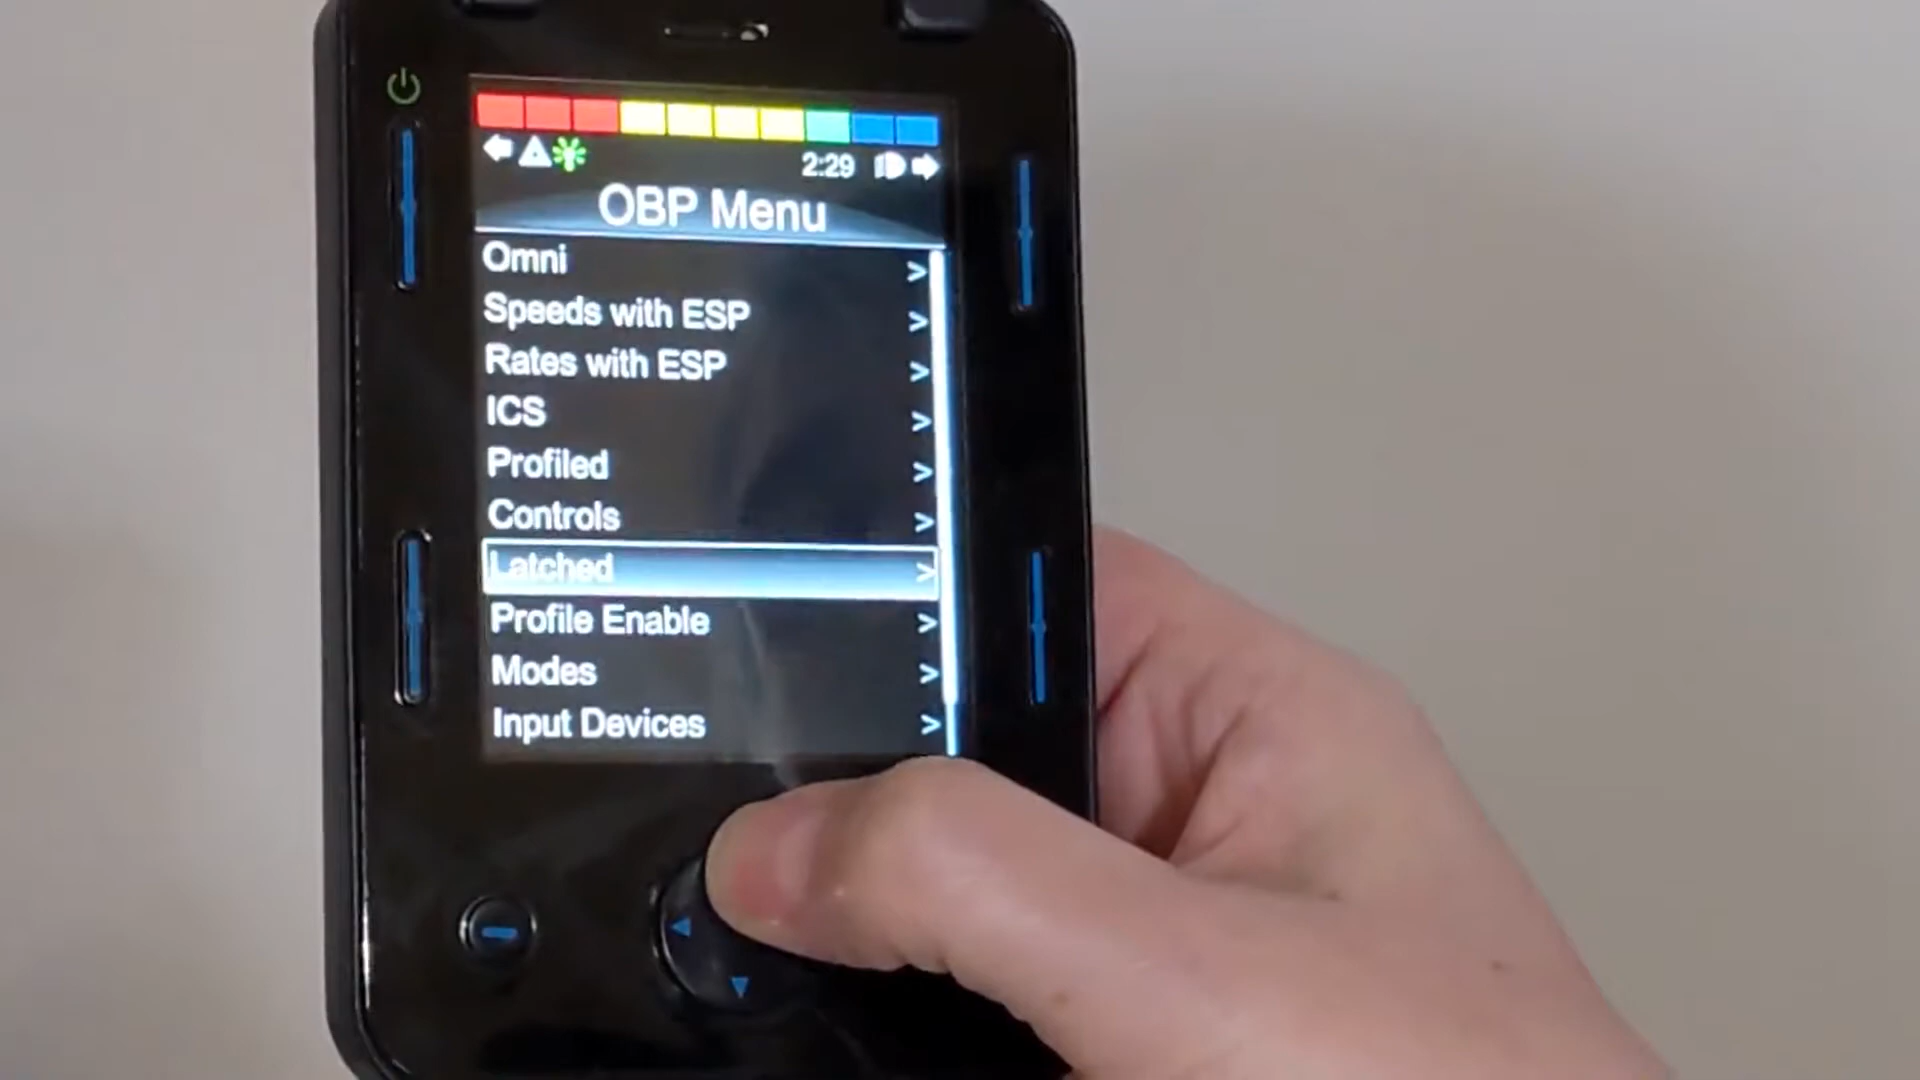 2:29
OBP Menu
Omni >
Speeds with ESP >
Rates with ESP >
ICS >
Profiled >
Controls >
Latched >
Profile Enable >
Modes >
Input Devices >